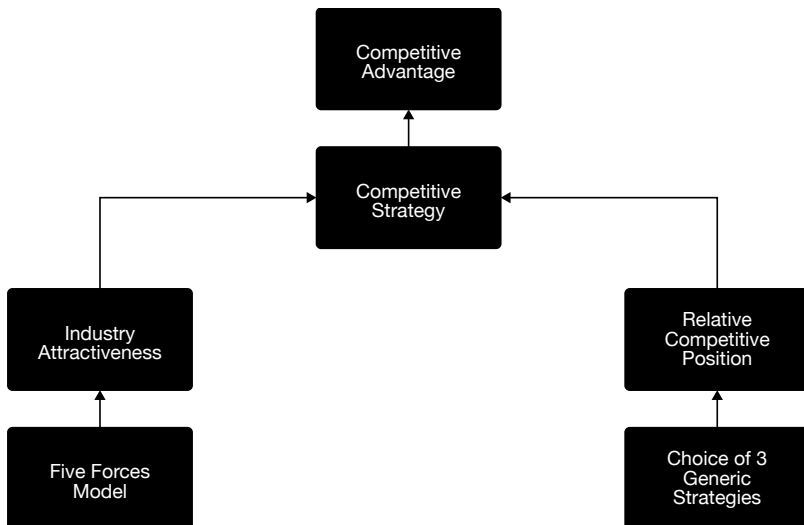 Competitive
Advantage
Competitive
Strategy
Industry
Attractiveness
Relative
Competitive
Position
Five Forces
Model
Choice of 3
Generic
Strategies